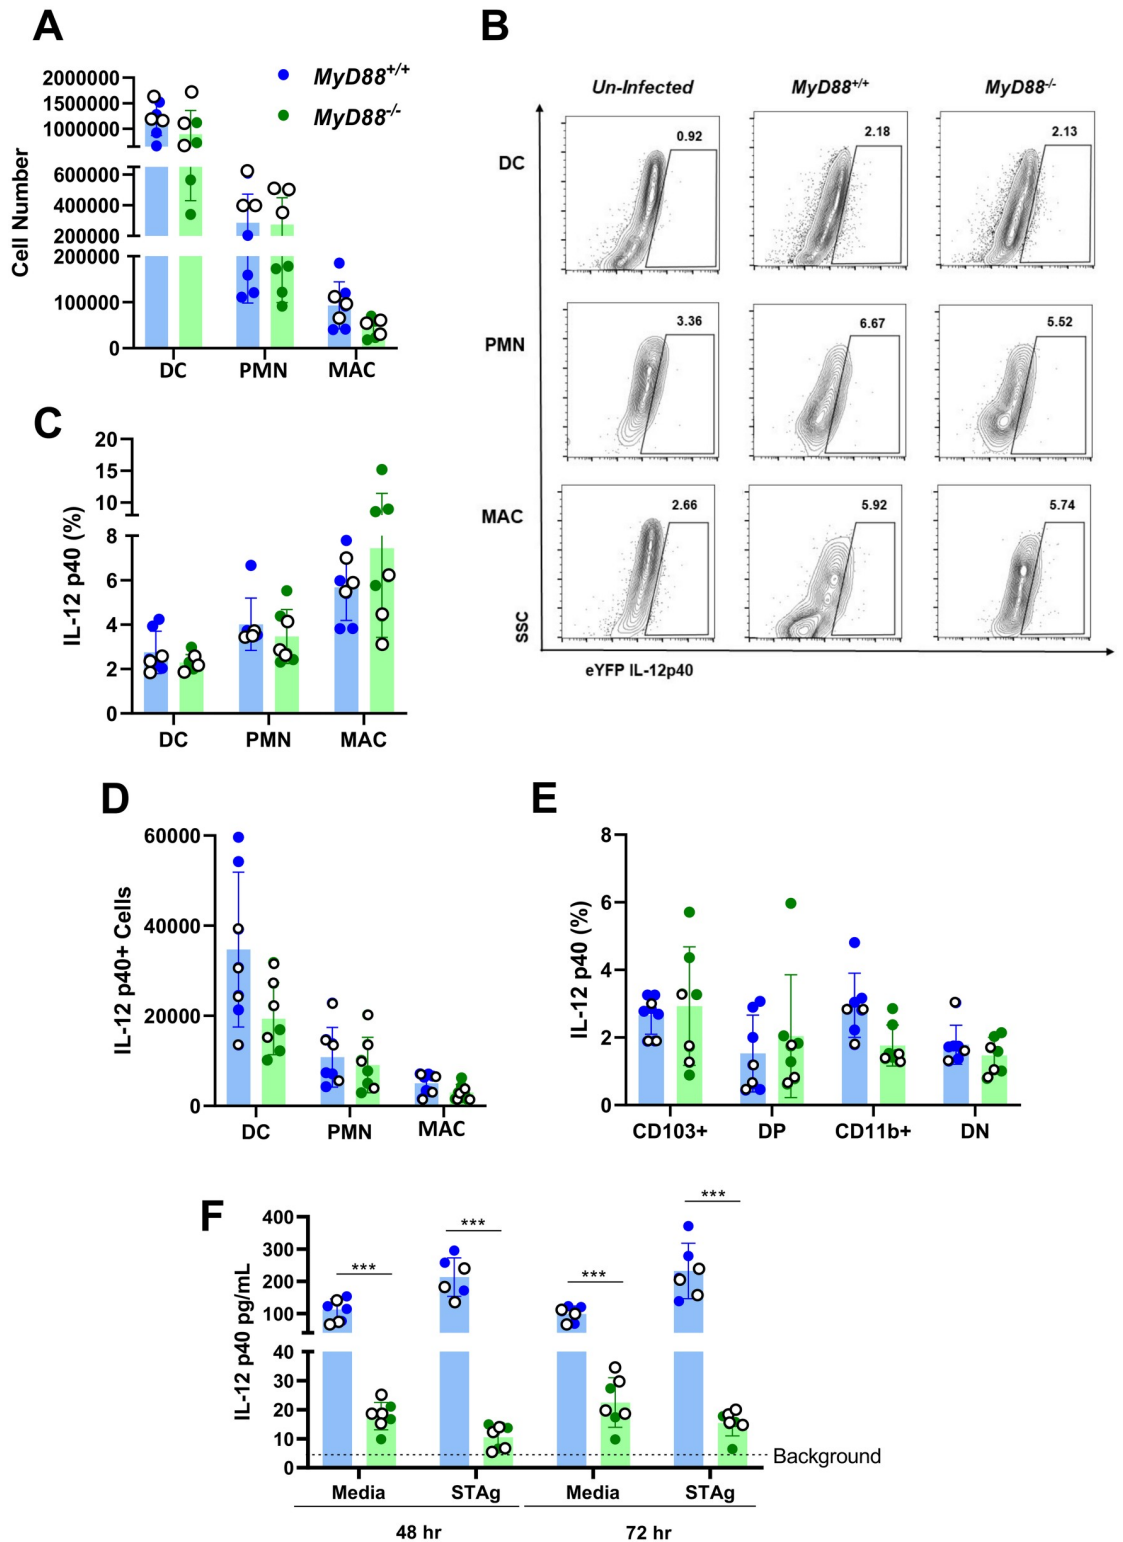 A
MyD88+/+
MyD88-/-
2000000
1500000
1000000
600000
400000
200000
200000
100000
0
Cell Number
DC PMN MAC
B
Un-Infected MyD88+/+ MyD88-/-
DC
0.92 2.18 2.13
PMN
3.36 6.67 5.52
MAC
2.66 5.92 5.74
SSC
eYFP IL-12p40
C
20
15
10
8
6
4
2
0
IL-12 p40 (%)
DC PMN MAC
D
60000
40000
20000
0
IL-12 p40+ Cells
DC PMN MAC
E
8
6
4
2
0
IL-12 p40 (%)
CD103+ DP CD11b+ DN
F
400
300
200
100
40
30
20
10
0
IL-12 p40 pg/mL
*** *** *** ***
Background
Media STAg Media STAg
48 hr 72 hr